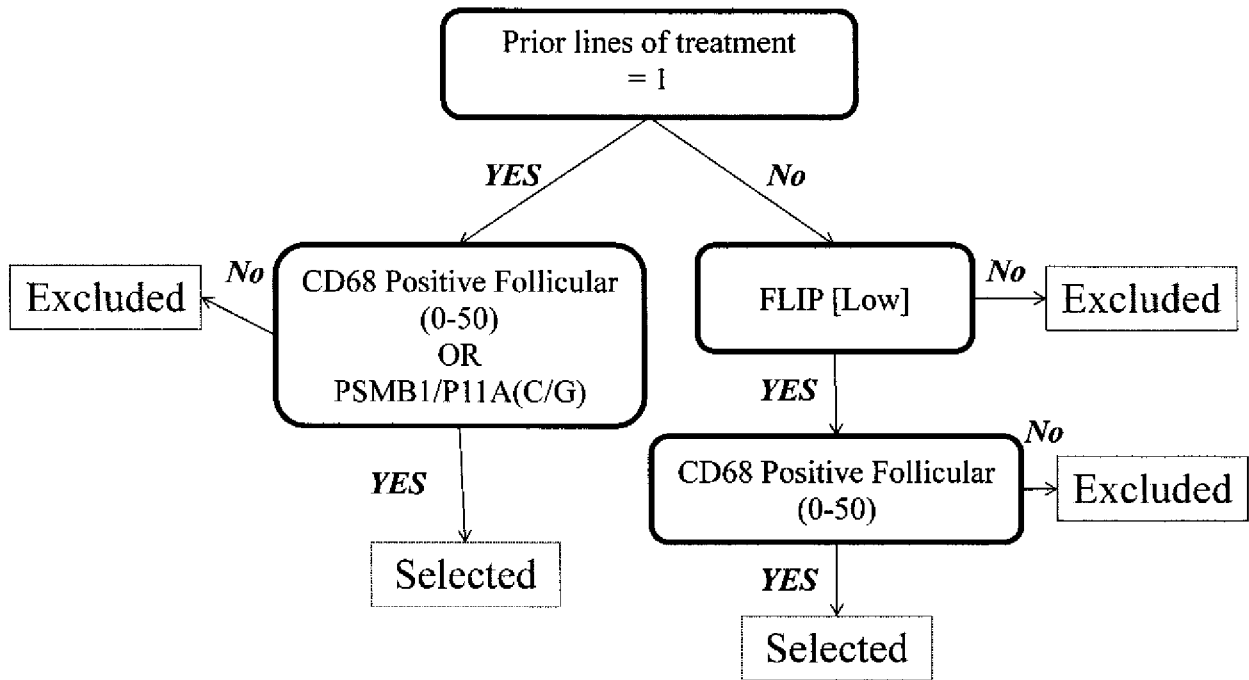 Prior lines of treatment
= 1
YES
No
No
CD68 Positive Follicular
(0-50)
OR
PSMB1/P11A(C/G)
Excluded
FLIP [Low]
No
Excluded
YES
YES
Selected
CD68 Positive Follicular
(0-50)
No
Excluded
YES
Selected